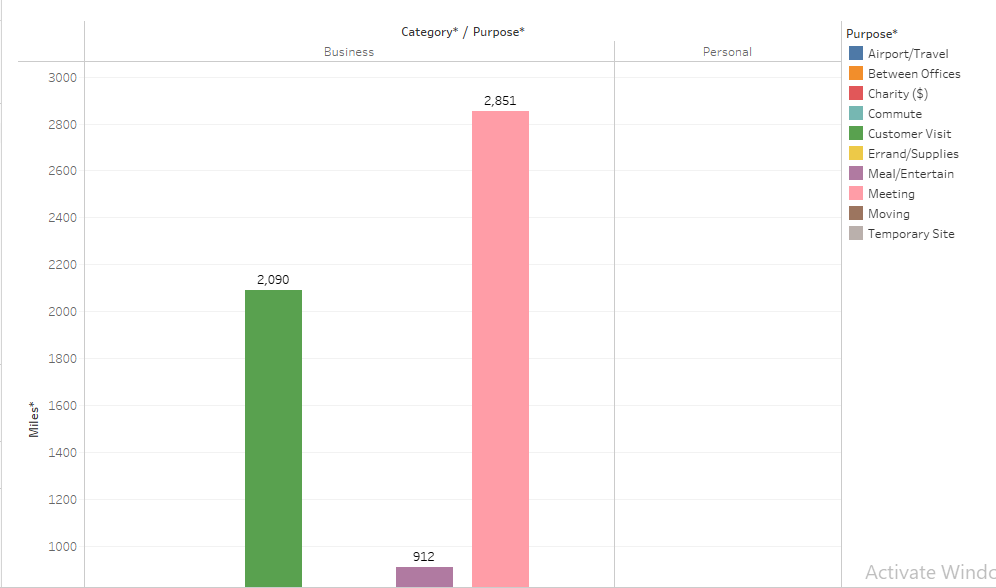 Category* / Purpose*
Business
Personal
3000
2800
2600
2400
2200
2000
1800
1600
1400
1200
1000
Miles*
2,090
912
2,851
Purpose*
Airport/Travel
Between Offices
Charity ($)
Commute
Customer Visit
Errand/Supplies
Meal/Entertain
Meeting
Moving
Temporary Site
Activate Windo